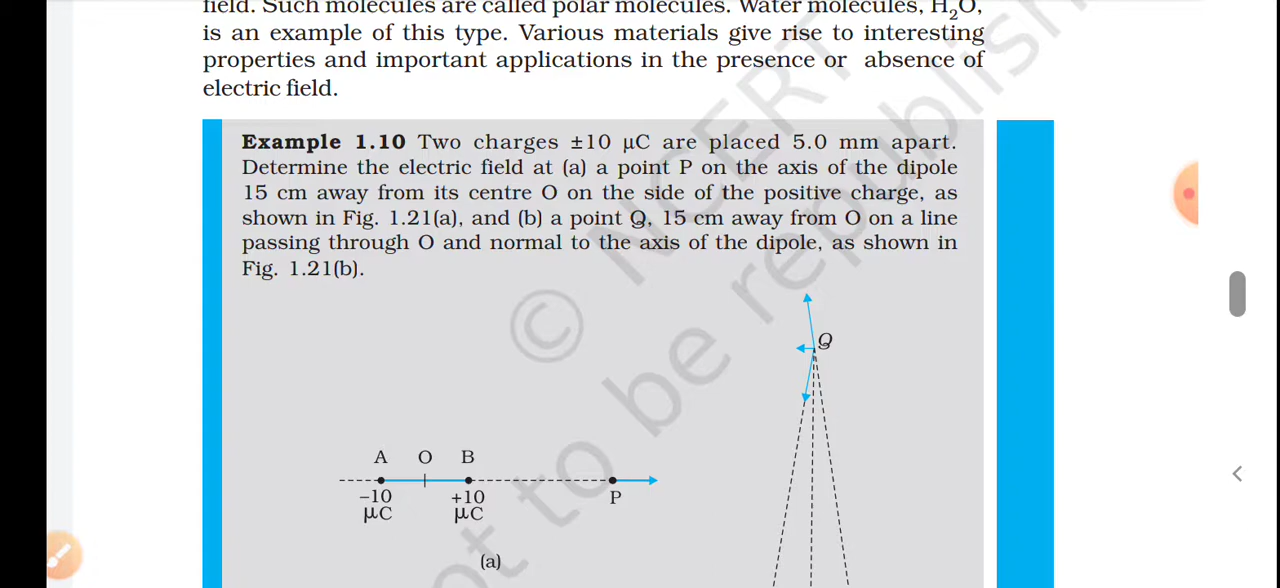 field. Such molecules are called polar molecules. Water molecules, H₂O,
is an example of this type. Various materials give rise to interesting
properties and important applications in the presence or absence of
electric field.
Example 1.10 Two charges ±10 μC are placed 5.0 mm apart.
Determine the electric field at (a) a point P on the axis of the dipole
15 cm away from its centre O on the side of the positive charge, as
shown in Fig. 1.21(a), and (b) a point Q, 15 cm away from O on a line
passing through O and normal to the axis of the dipole, as shown in
Fig. 1.21(b).
Q
A O B
P
–10 +10
μC μC
(a)
© NCERT
not to be republish